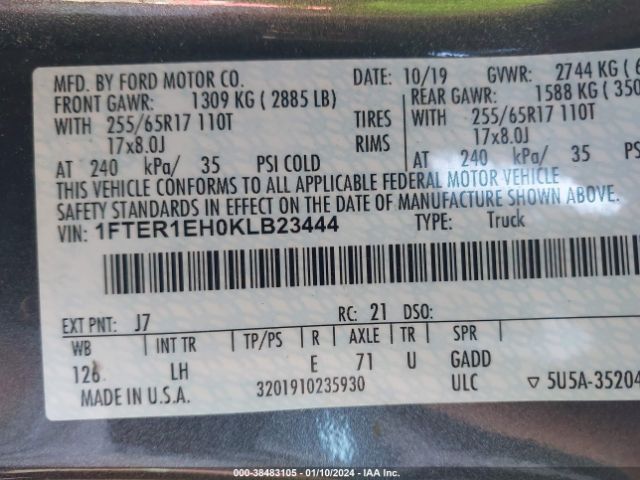 MFD. BY FORD MOTOR CO. DATE: 10/19 GVWR: 2744 KG ( 6
FRONT GAWR: 1309 KG ( 2885 LB) REAR GAWR: 1588 KG ( 350
WITH 255/65R17 110T TIRES WITH 255/65R17 110T
17x8.0J RIMS 17x8.0J
AT 240 kPa/ 35 PSI COLD AT 240 kPa/ 35 PS
THIS VEHICLE CONFORMS TO ALL APPLICABLE FEDERAL MOTOR VEHICLE
SAFETY STANDARDS IN EFFECT ON THE DATE OF MANUFACTURE SHOWN ABOVE.
VIN: 1FTER1EH0KLB23444 TYPE: Truck
EXT PNT: J7 RC: 21 DSO:
WB INT TR TP/PS R AXLE TR SPR
126 LH E 71 U GADD
MADE IN U.S.A. 3201910235930 ULC ▽ 5U5A-35204
000-38483105 - 01/10/2024 - IAA Inc.